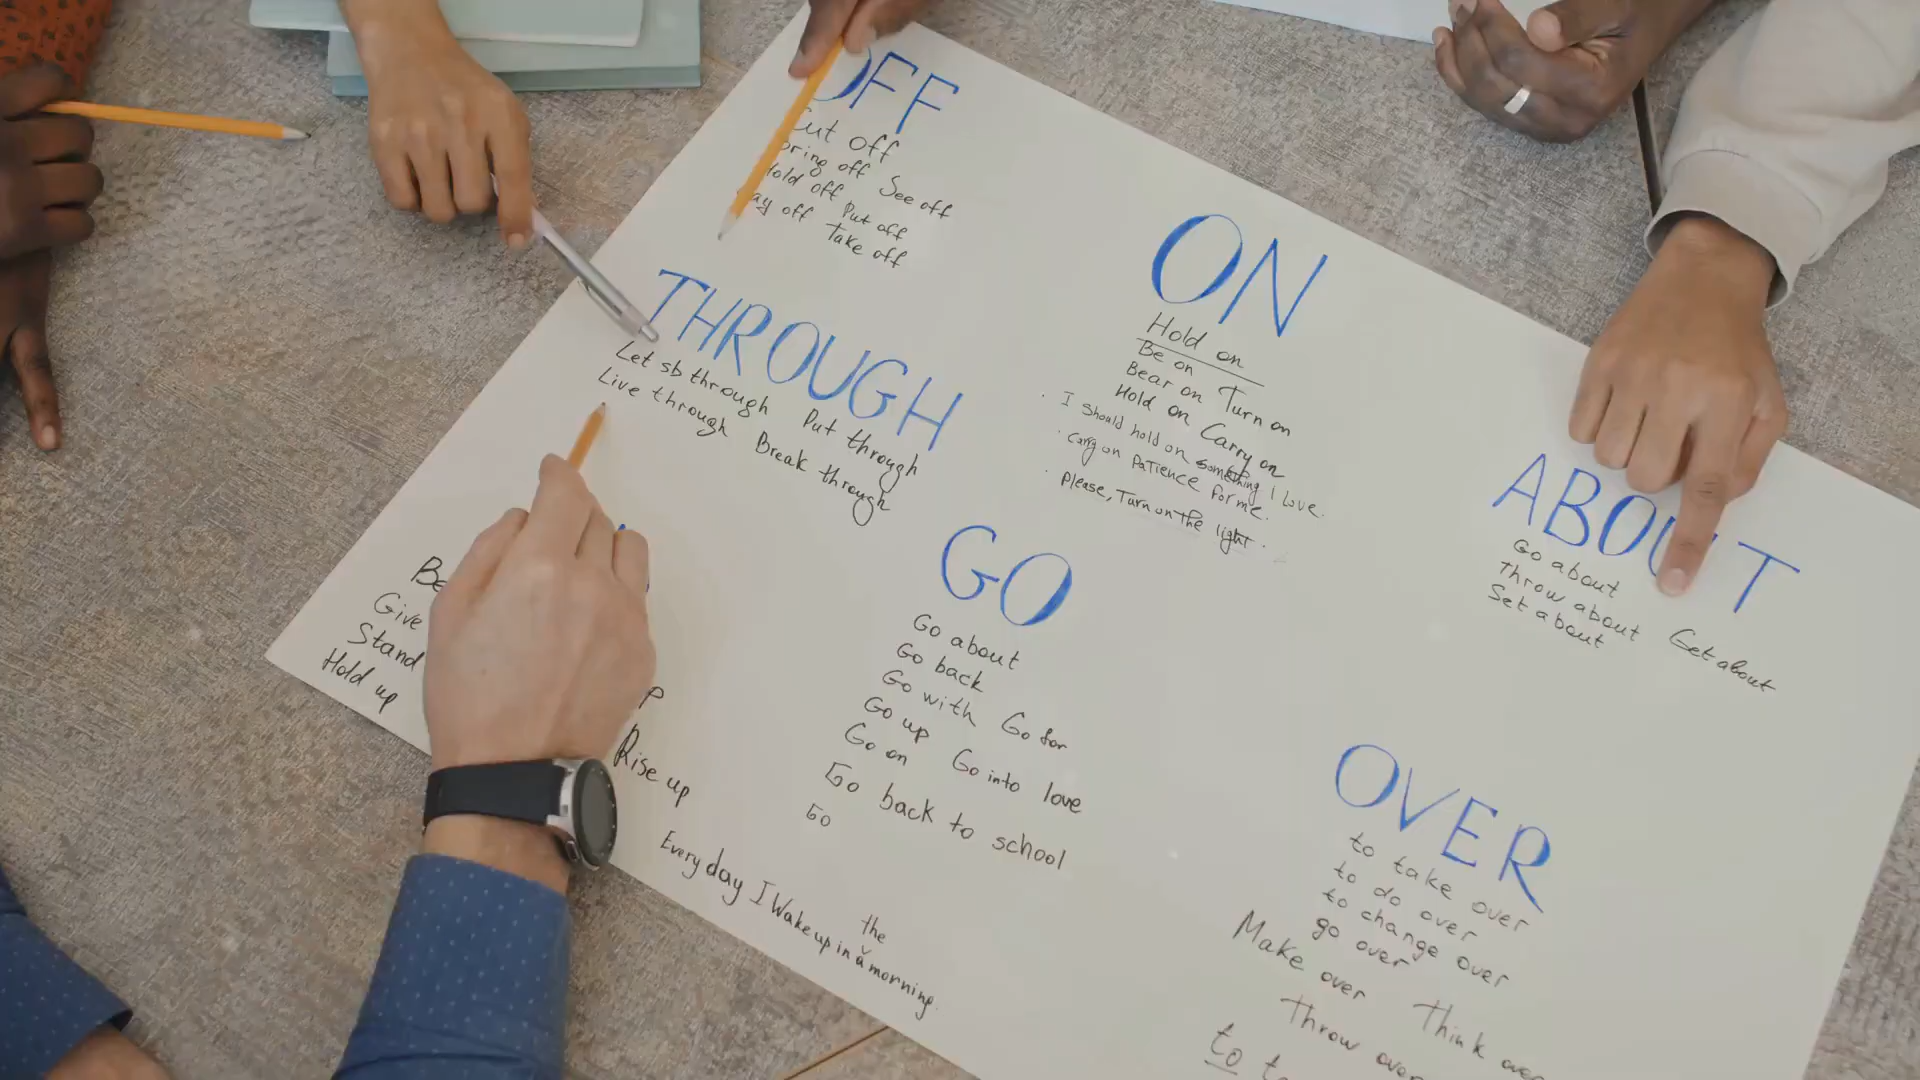 OFF
Cut off
bring off See off
Hold off Put off
off Take off
THROUGH
Let sb through Put through
Live through Break through
ON
Hold on
Be on
Bear on Turn on
Hold on Carry on
· I should hold on something I love.
· carry on patience for me.
· Please, Turn on the light.
ABOUT
Go about
Throw about Get about
Set about
Give
Stand
Hold up
Rise up
Every day I wake up in a the morning.
GO
Go about
Go back
Go with Go for
Go up
Go on Go into love
Go back to school
Go
OVER
to take over
to do over
to change over
go over
Make over Think over
Throw over
to